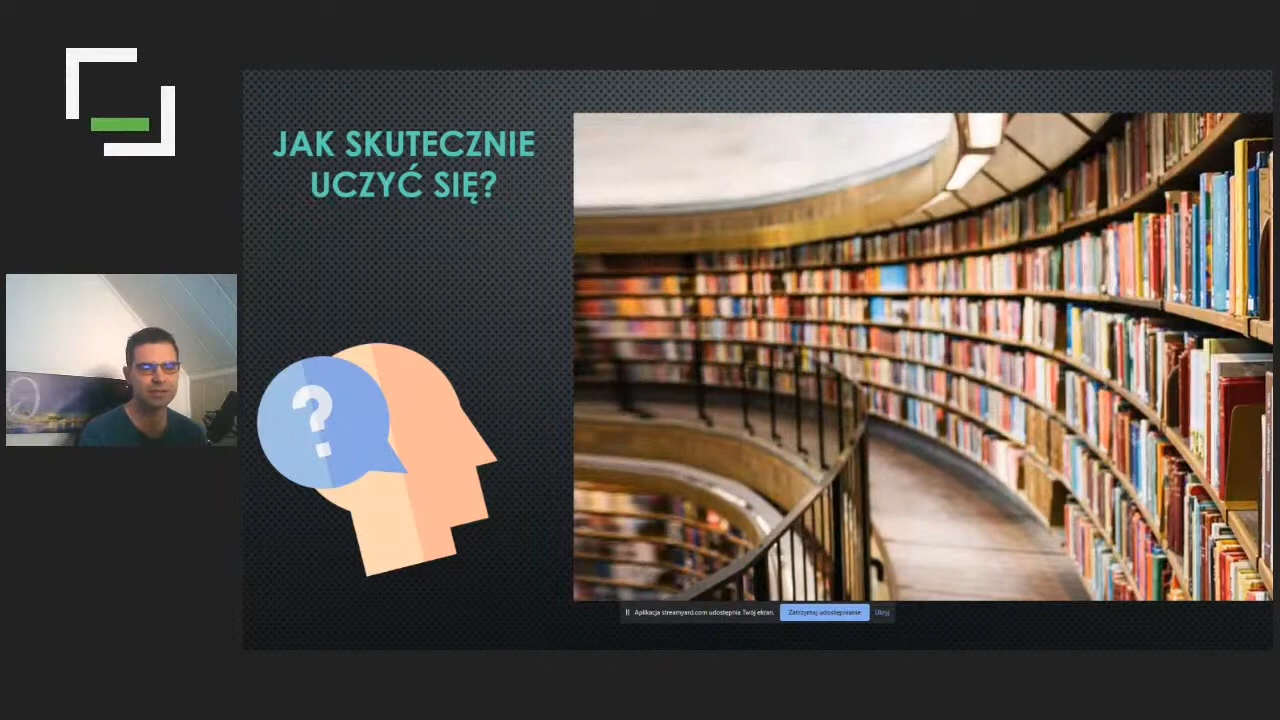 JAK SKUTECZNIE
UCZYĆ SIĘ?
?
Aplikacja streamyard.com udostępnia Twój ekran.
Zatrzymaj udostępnianie
Ukryj